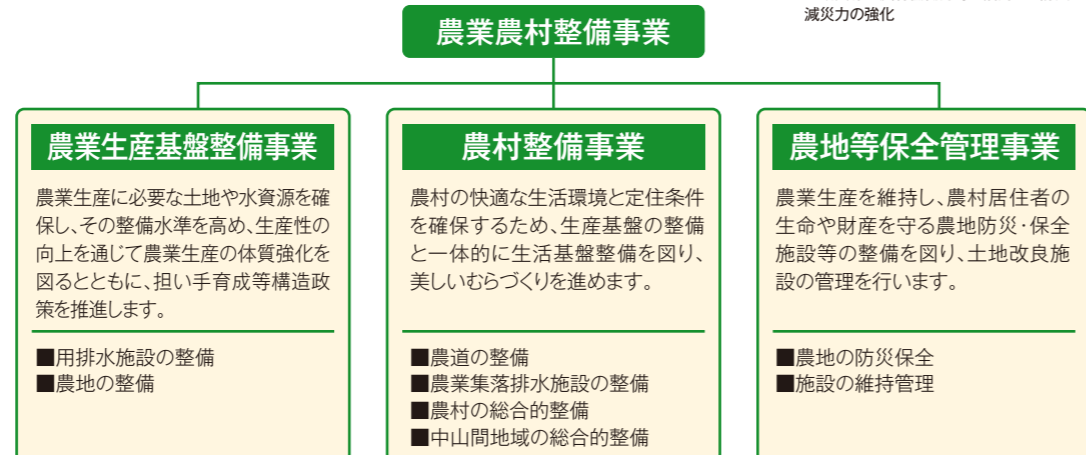 減災力の強化
農業農村整備事業
農業生産基盤整備事業
農業生産に必要な土地や水資源を確
保し、その整備水準を高め、生産性の
向上を通じて農業生産の体質強化を
図るとともに、担い手育成等構造政
策を推進します。
■用排水施設の整備
■農地の整備
農村整備事業
農村の快適な生活環境と定住条件
を確保するため、生産基盤の整備
と一体的に生活基盤整備を図り、
美しいむらづくりを進めます。
■農道の整備
■農業集落排水施設の整備
■農村の総合的整備
■中山間地域の総合的整備
農地等保全管理事業
農業生産を維持し、農村居住者の
生命や財産を守る農地防災・保全
施設等の整備を図り、土地改良施
設の管理を行います。
■農地の防災保全
■施設の維持管理